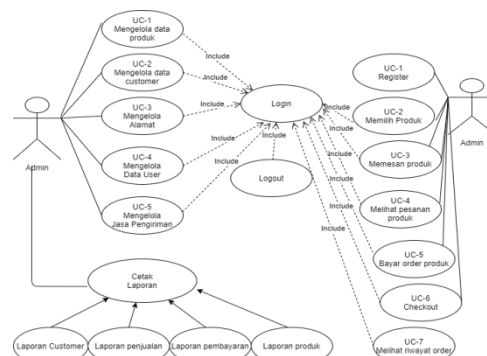 UC-1
Mengelola data
produk
UC-2
Mengelola data
customer
UC-3
Mengelola
Alamat
UC-4
Mengelola
Data User
UC-5
Mengelola
Jasa Pengiriman
Admin
Include
Include
Include
Include
Include
Login
Include
Logout
Include
Include
Include
Include
Include
Include
UC-1
Register
UC-2
Memilih Produk
UC-3
Memesan produk
UC-4
Melihat pesanan
produk
UC-5
Bayar order produk
UC-6
Checkout
UC-7
Melihat riwayat order
Admin
Cetak
Laporan
Laporan Customer
Laporan penjualan
Laporan pembayaran
Laporan produk